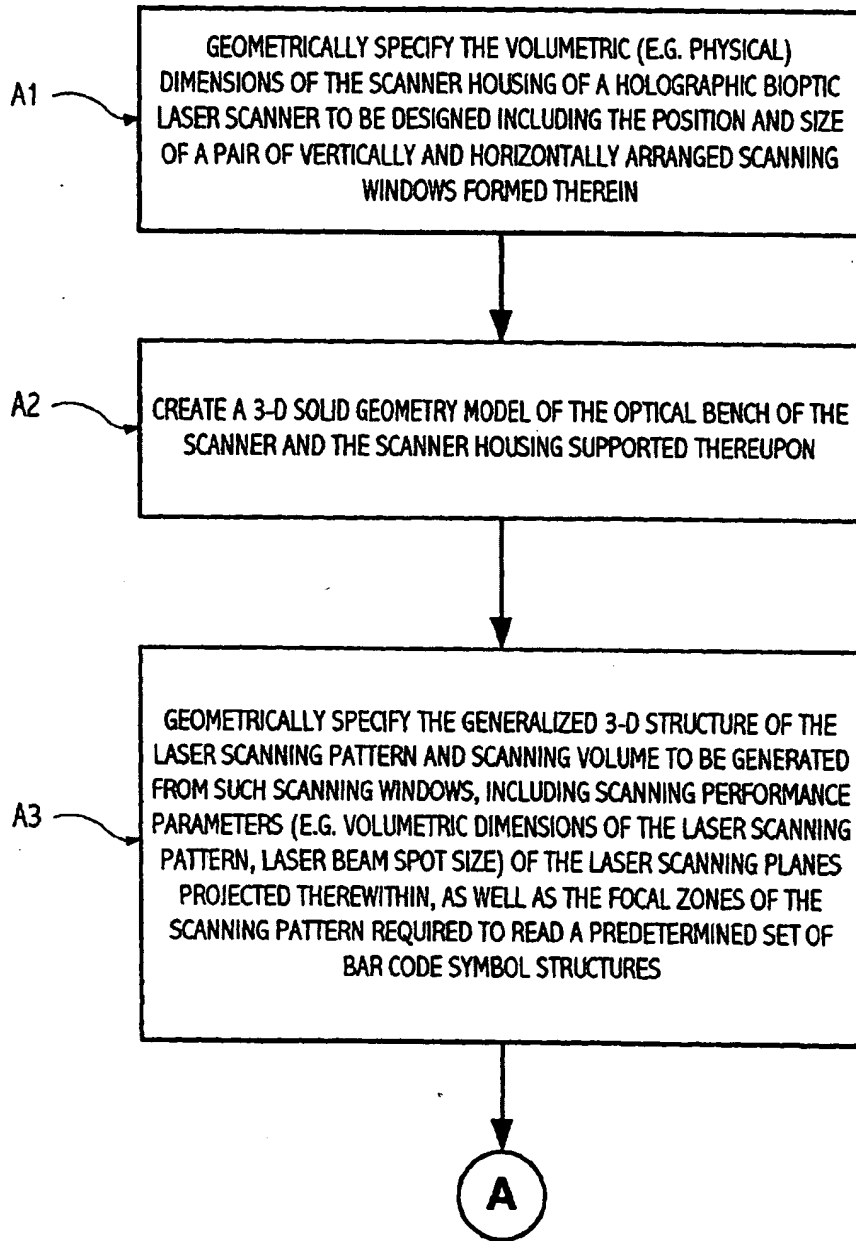 A1
GEOMETRICALLY SPECIFY THE VOLUMETRIC (E.G. PHYSICAL)
DIMENSIONS OF THE SCANNER HOUSING OF A HOLOGRAPHIC BIOPTIC
LASER SCANNER TO BE DESIGNED INCLUDING THE POSITION AND SIZE
OF A PAIR OF VERTICALLY AND HORIZONTALLY ARRANGED SCANNING
WINDOWS FORMED THEREIN
A2
CREATE A 3-D SOLID GEOMETRY MODEL OF THE OPTICAL BENCH OF THE
SCANNER AND THE SCANNER HOUSING SUPPORTED THEREUPON
A3
GEOMETRICALLY SPECIFY THE GENERALIZED 3-D STRUCTURE OF THE
LASER SCANNING PATTERN AND SCANNING VOLUME TO BE GENERATED
FROM SUCH SCANNING WINDOWS, INCLUDING SCANNING PERFORMANCE
PARAMETERS (E.G. VOLUMETRIC DIMENSIONS OF THE LASER SCANNING
PATTERN, LASER BEAM SPOT SIZE) OF THE LASER SCANNING PLANES
PROJECTED THEREWITHIN, AS WELL AS THE FOCAL ZONES OF THE
SCANNING PATTERN REQUIRED TO READ A PREDETERMINED SET OF
BAR CODE SYMBOL STRUCTURES
A